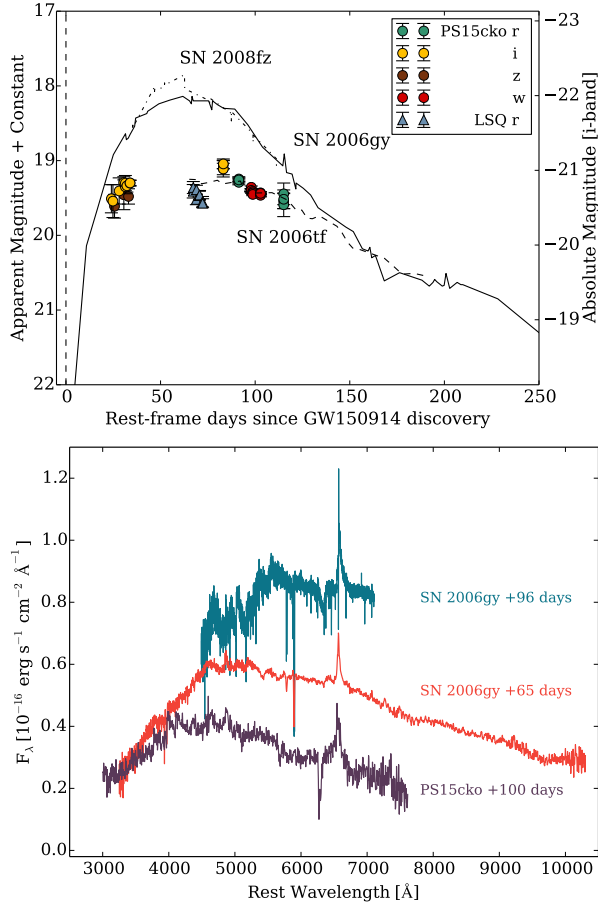 17
18
19
20
21
22
Apparent Magnitude + Constant
−23
−22
−21
−20
−19
Absolute Magnitude [i-band]
SN 2008fz
SN 2006gy
SN 2006tf
PS15cko r
i
z
w
LSQ r
0
50
100
150
200
250
Rest-frame days since GW150914 discovery
1.2
1.0
0.8
0.6
0.4
0.2
0.0
F_λ [10⁻¹⁶ erg s⁻¹ cm⁻² Å⁻¹]
SN 2006gy +96 days
SN 2006gy +65 days
PS15cko +100 days
3000
4000
5000
6000
7000
8000
9000
10000
Rest Wavelength [Å]